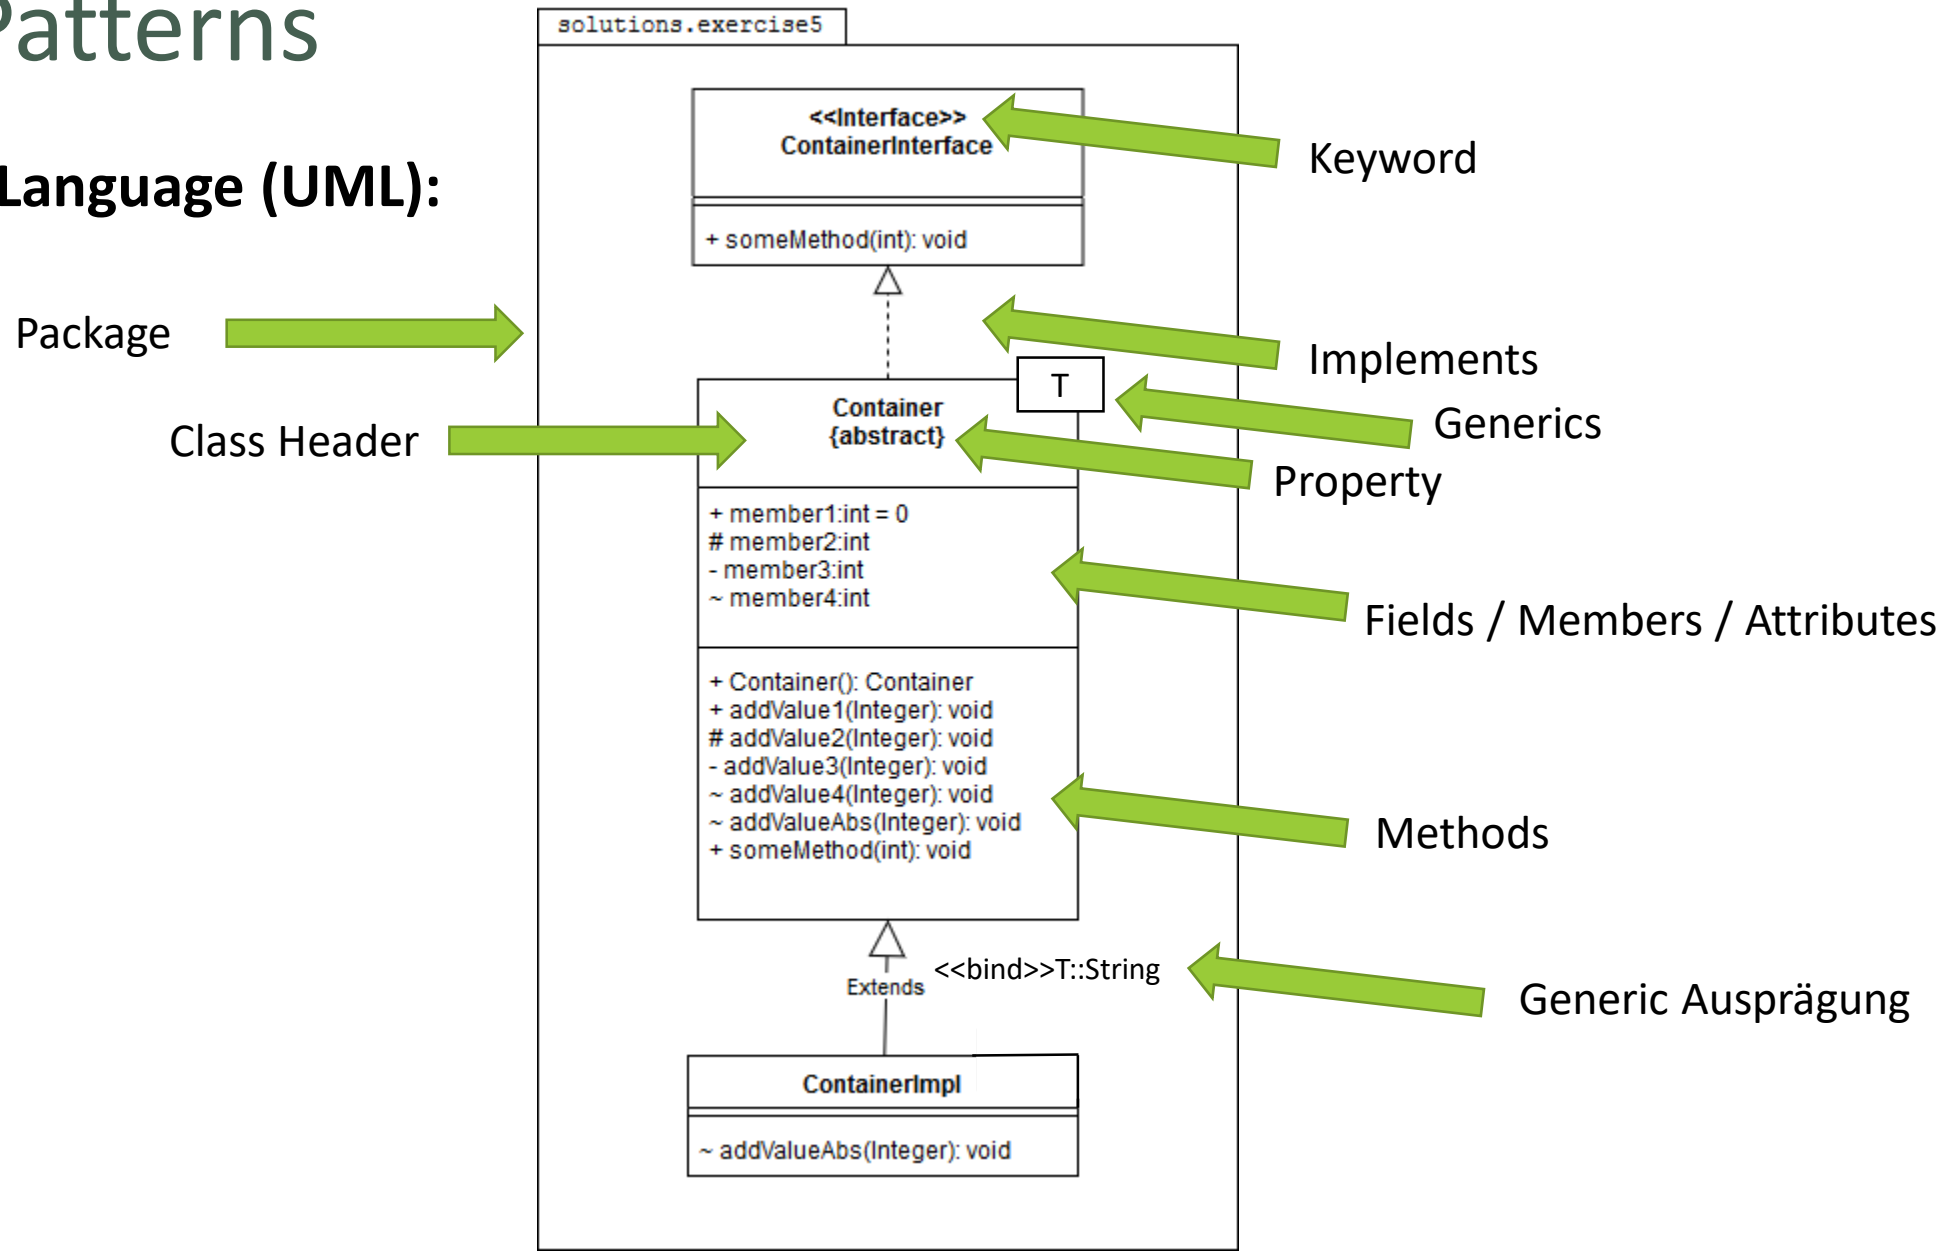 Patterns
Language (UML):
solutions.exercise5
<<Interface>>
ContainerInterface
+ someMethod(int): void
Keyword
Package
Implements
T
Generics
Class Header
Container
{abstract}
Property
+ member1:int = 0
# member2:int
- member3:int
~ member4:int
Fields / Members / Attributes
+ Container(): Container
+ addValue1(Integer): void
# addValue2(Integer): void
- addValue3(Integer): void
~ addValue4(Integer): void
~ addValueAbs(Integer): void
+ someMethod(int): void
Methods
Extends
<<bind>>T::String
Generic Ausprägung
ContainerImpl
~ addValueAbs(Integer): void